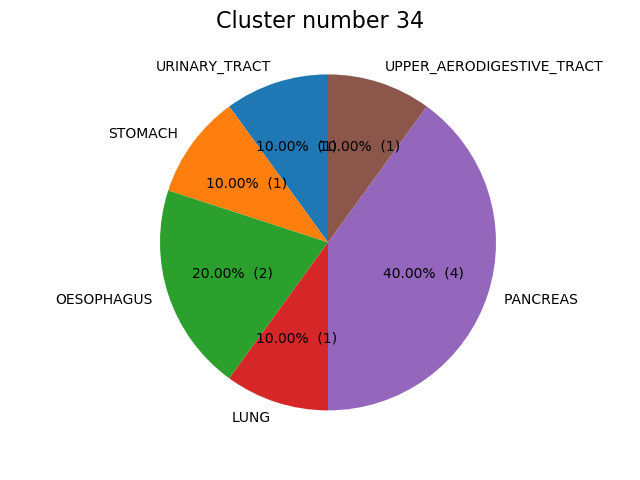 Cluster number 34
URINARY_TRACT
UPPER_AERODIGESTIVE_TRACT
STOMACH
10.00% (1)
10.00% (1)
10.00% (1)
20.00% (2)
40.00% (4)
OESOPHAGUS
PANCREAS
10.00% (1)
LUNG